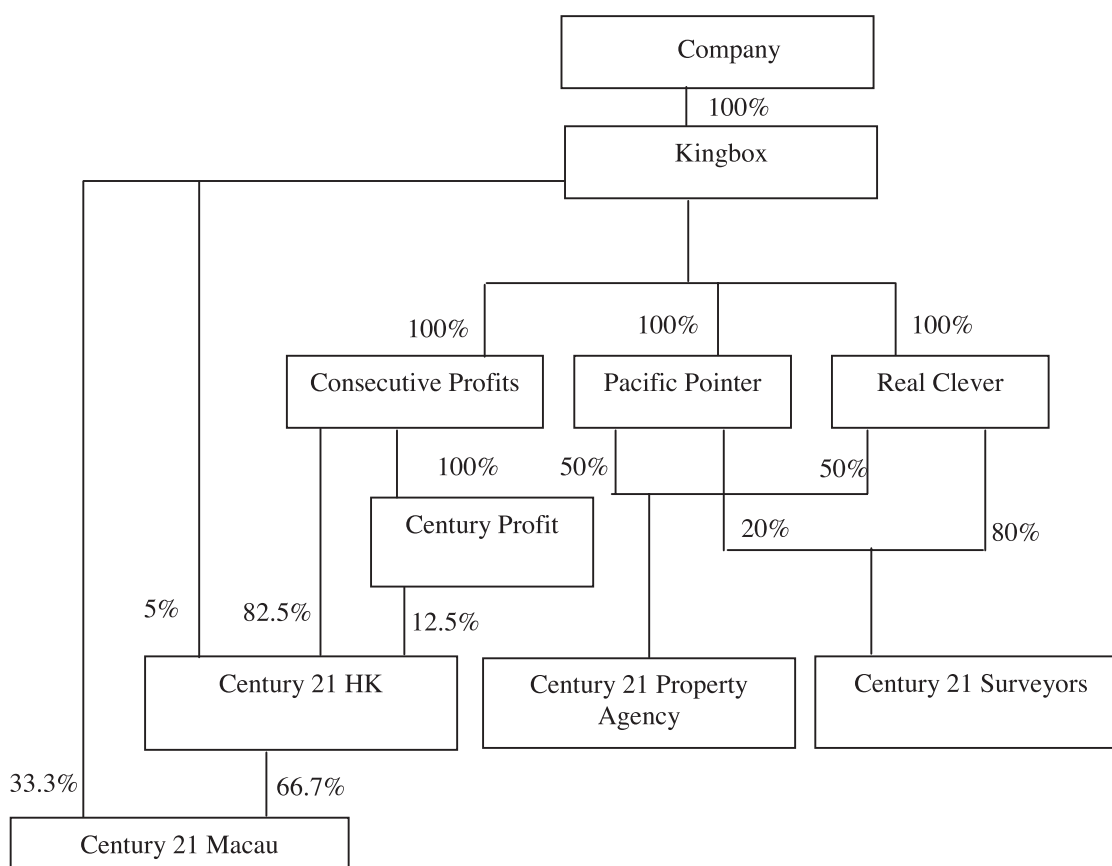 Company
100%
Kingbox
100%
100%
100%
Consecutive Profits
Pacific Pointer
Real Clever
100%
50%
50%
Century Profit
20%
80%
5%
82.5%
12.5%
Century 21 HK
Century 21 Property
Agency
Century 21 Surveyors
33.3%
66.7%
Century 21 Macau